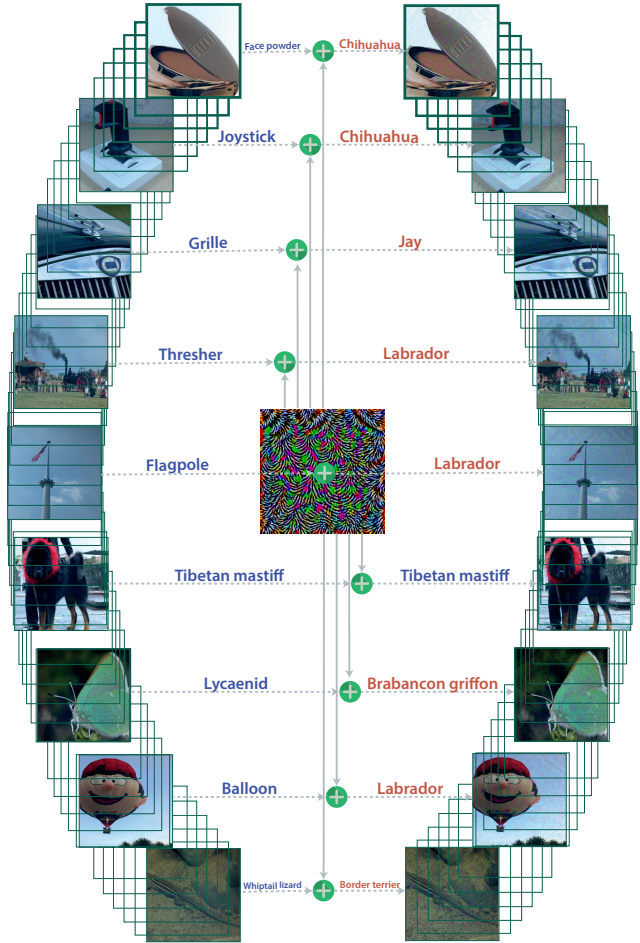 Face powder Chihuahua
Joystick Chihuahua
Grille Jay
Thresher Labrador
Flagpole Labrador
Tibetan mastiff Tibetan mastiff
Lycaenid Brabancon griffon
Balloon Labrador
Whiptail lizard Border terrier